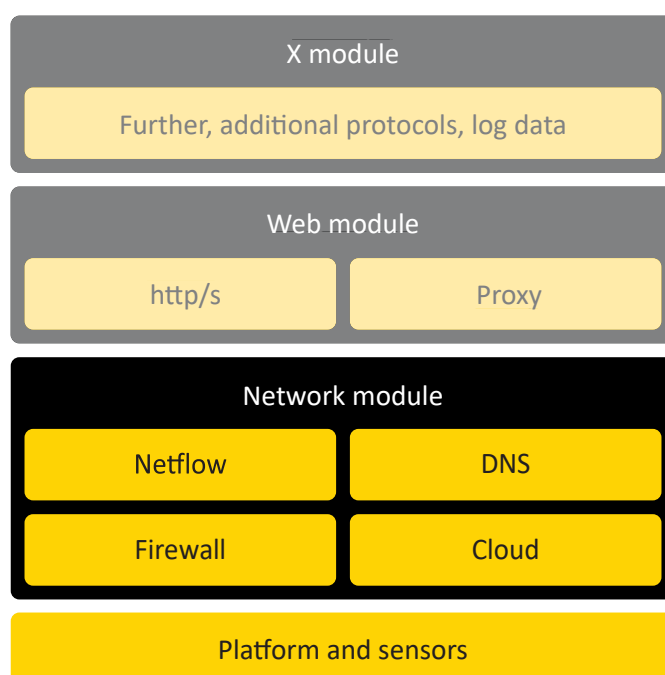 X module
Further, additional protocols, log data
Web module
http/s
Proxy
Network module
Netflow
DNS
Firewall
Cloud
Platform and sensors